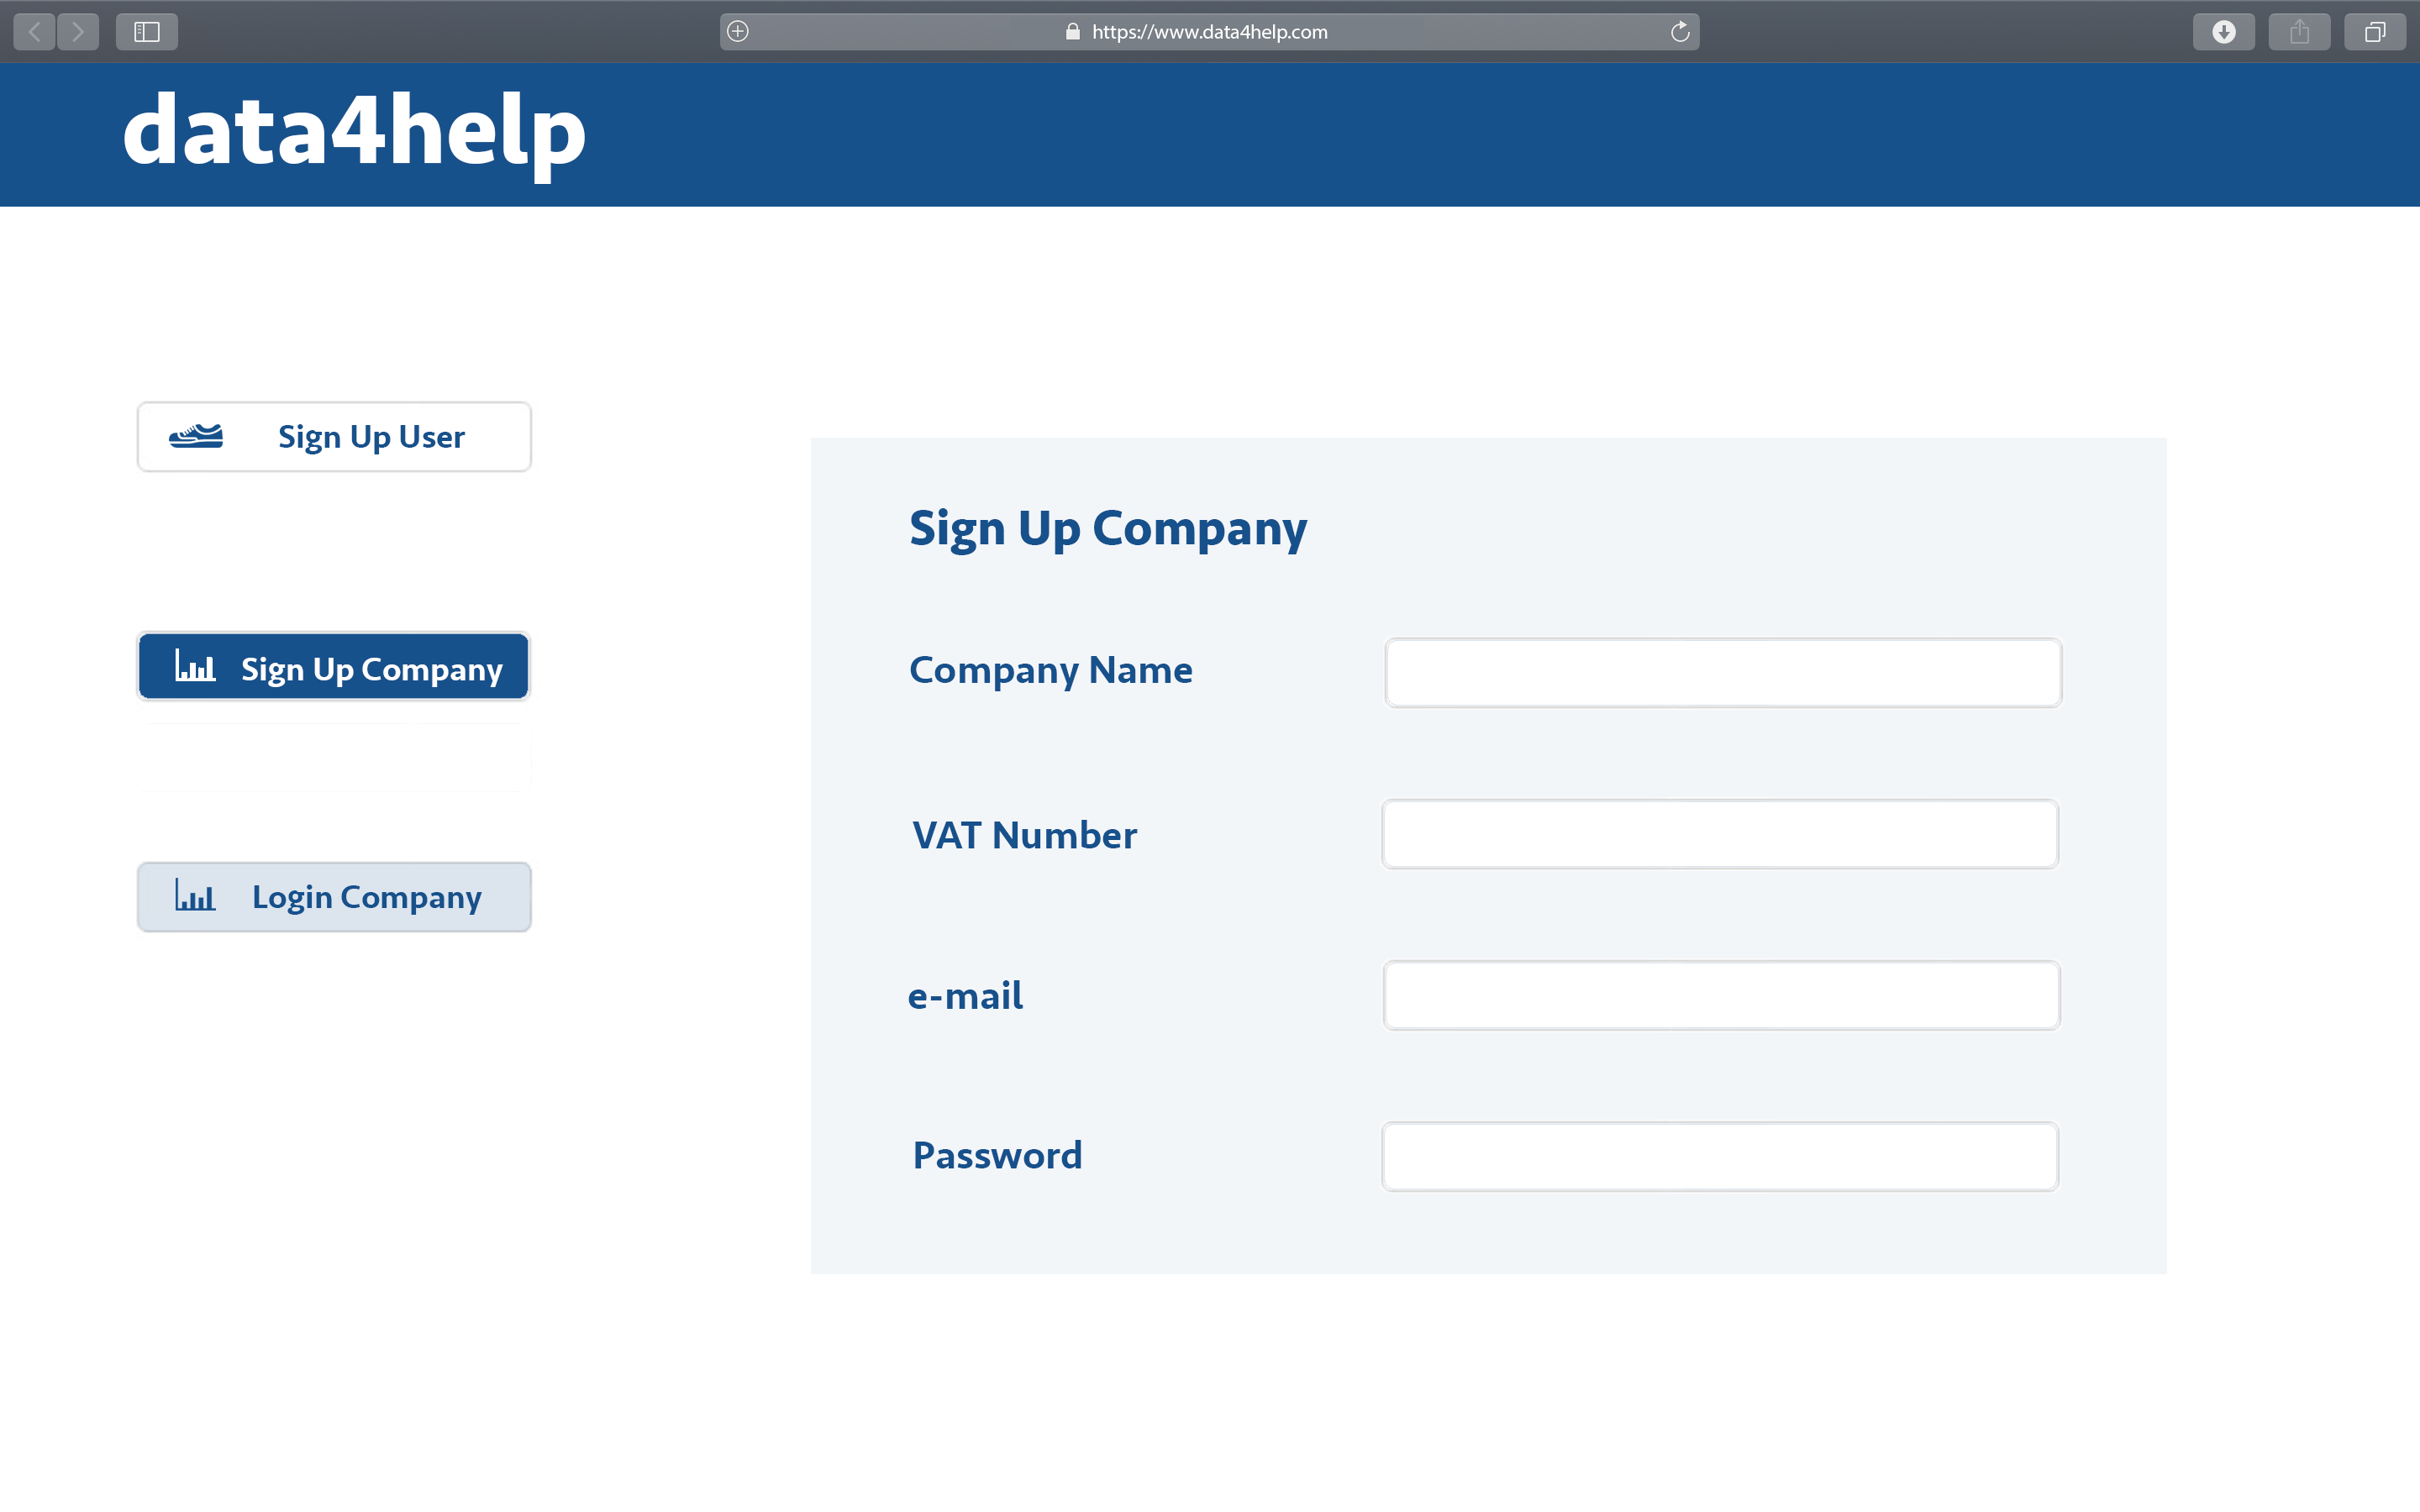 https://www.data4help.com
data4help
Sign Up User
Sign Up Company
Login Company
Sign Up Company
Company Name
VAT Number
e-mail
Password